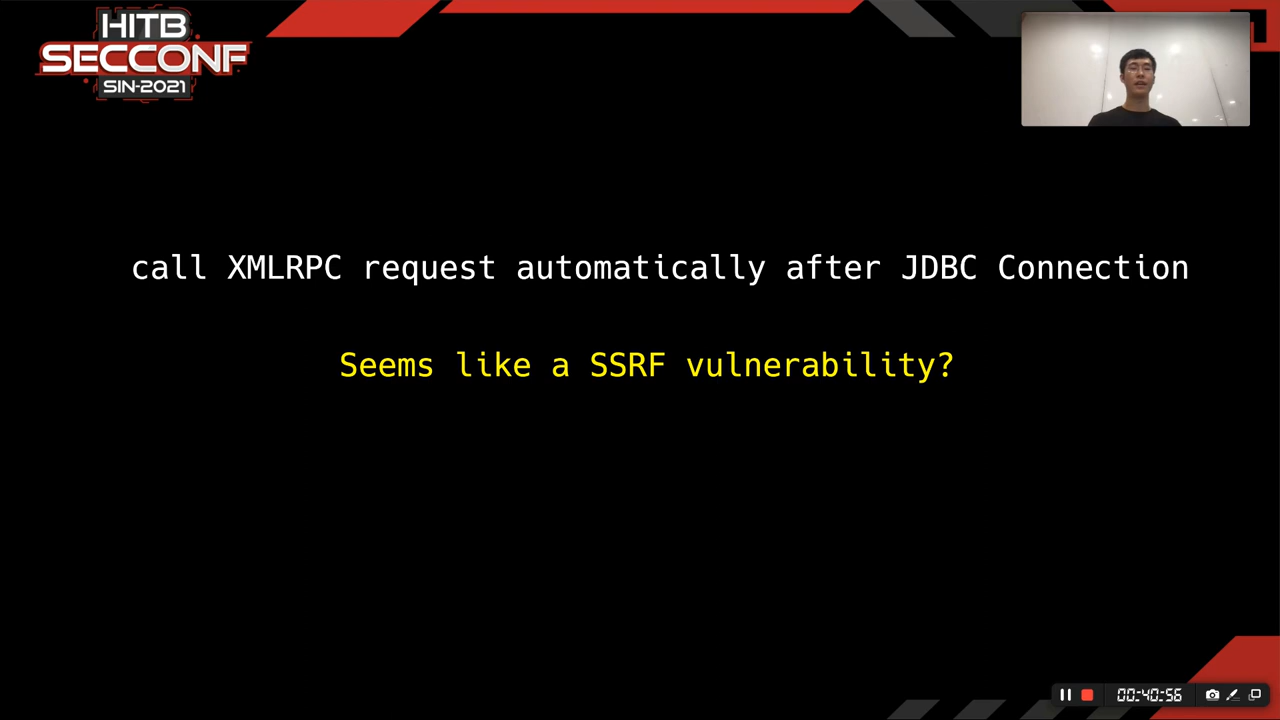 HITB
SECCONF
SIN-2021
call XMLRPC request automatically after JDBC Connection
Seems like a SSRF vulnerability?
00:40:56